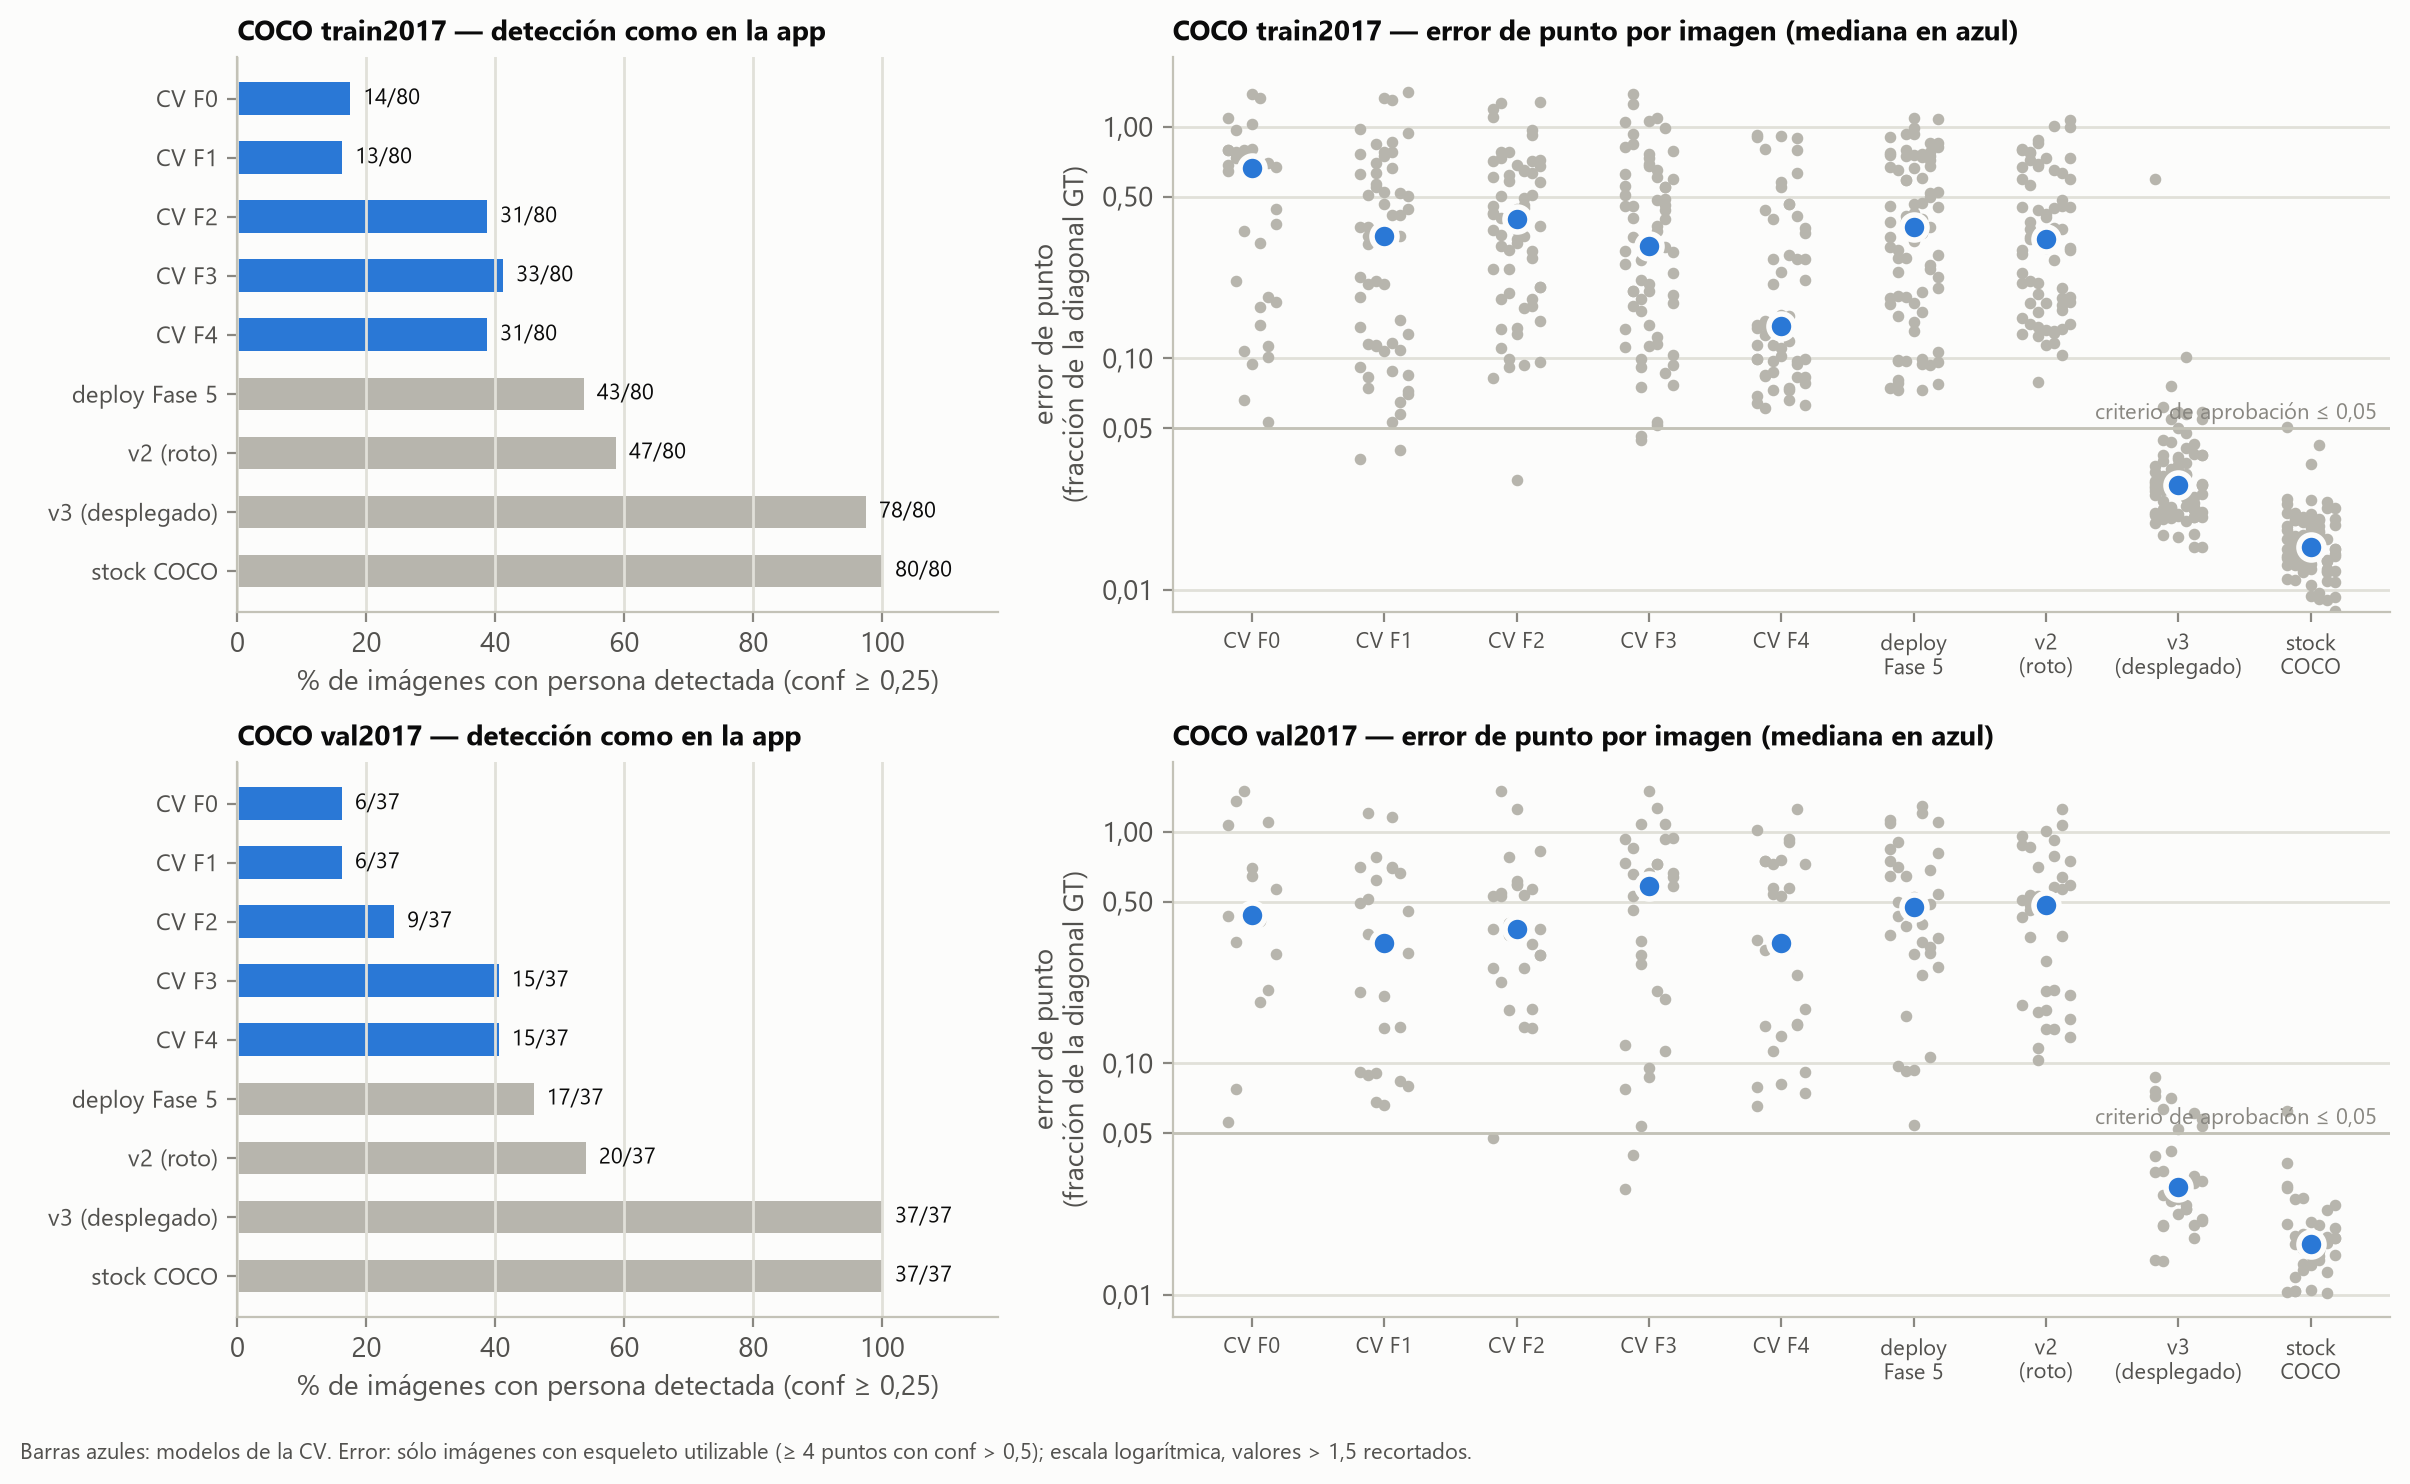 COCO train2017 — detección como en la app
CV F0
14/80
CV F1
13/80
CV F2
31/80
CV F3
33/80
CV F4
31/80
deploy Fase 5
43/80
v2 (roto)
47/80
v3 (desplegado)
78/80
stock COCO
80/80
0 20 40 60 80 100
% de imágenes con persona detectada (conf ≥ 0,25)
COCO train2017 — error de punto por imagen (mediana en azul)
error de punto
(fracción de la diagonal GT)
1,00
0,50
0,10
0,05
0,01
criterio de aprobación ≤ 0,05
CV F0 CV F1 CV F2 CV F3 CV F4 deploy v2 v3 stock
Fase 5 (roto) (desplegado) COCO
COCO val2017 — detección como en la app
CV F0
6/37
CV F1
6/37
CV F2
9/37
CV F3
15/37
CV F4
15/37
deploy Fase 5
17/37
v2 (roto)
20/37
v3 (desplegado)
37/37
stock COCO
37/37
0 20 40 60 80 100
% de imágenes con persona detectada (conf ≥ 0,25)
COCO val2017 — error de punto por imagen (mediana en azul)
error de punto
(fracción de la diagonal GT)
1,00
0,50
0,10
0,05
0,01
criterio de aprobación ≤ 0,05
CV F0 CV F1 CV F2 CV F3 CV F4 deploy v2 v3 stock
Fase 5 (roto) (desplegado) COCO
Barras azules: modelos de la CV. Error: sólo imágenes con esqueleto utilizable (≥ 4 puntos con conf > 0,5); escala logarítmica, valores > 1,5 recortados.